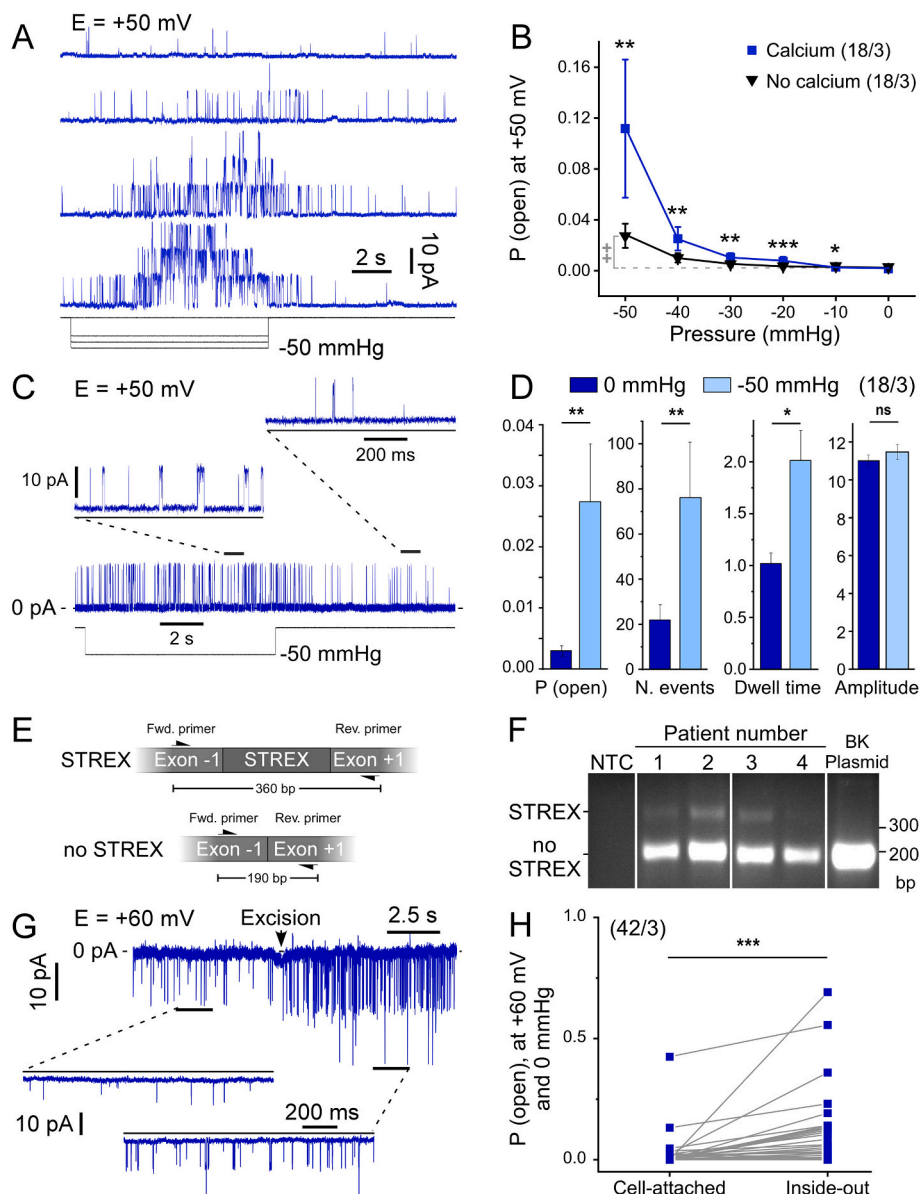 A
E = +50 mV
2 s
10 pA
-50 mmHg
B
P (open) at +50 mV
0.16
0.12
0.08
0.04
0.00
**
**
**
***
*
++
Calcium (18/3)
No calcium (18/3)
-50 -40 -30 -20 -10 0
Pressure (mmHg)
C
E = +50 mV
200 ms
10 pA
0 pA
2 s
-50 mmHg
D
0 mmHg -50 mmHg (18/3)
** ** * ns
0.04
0.03
0.02
0.01
0.00
P (open)
100
80
60
40
20
0
N. events
2.0
1.5
1.0
0.5
0.0
Dwell time
12
10
8
6
4
2
0
Amplitude
E
Fwd. primer Rev. primer
STREX Exon -1 STREX Exon +1
360 bp
Fwd. primer Rev. primer
no STREX Exon -1 Exon +1
190 bp
F
Patient number
NTC 1 2 3 4 BK Plasmid
STREX
no STREX
300
200
bp
G
E = +60 mV
Excision
2.5 s
0 pA
10 pA
10 pA
200 ms
H
(42/3)
***
P (open), at +60 mV
and 0 mmHg
1.0
0.5
0.0
Cell-attached Inside-out